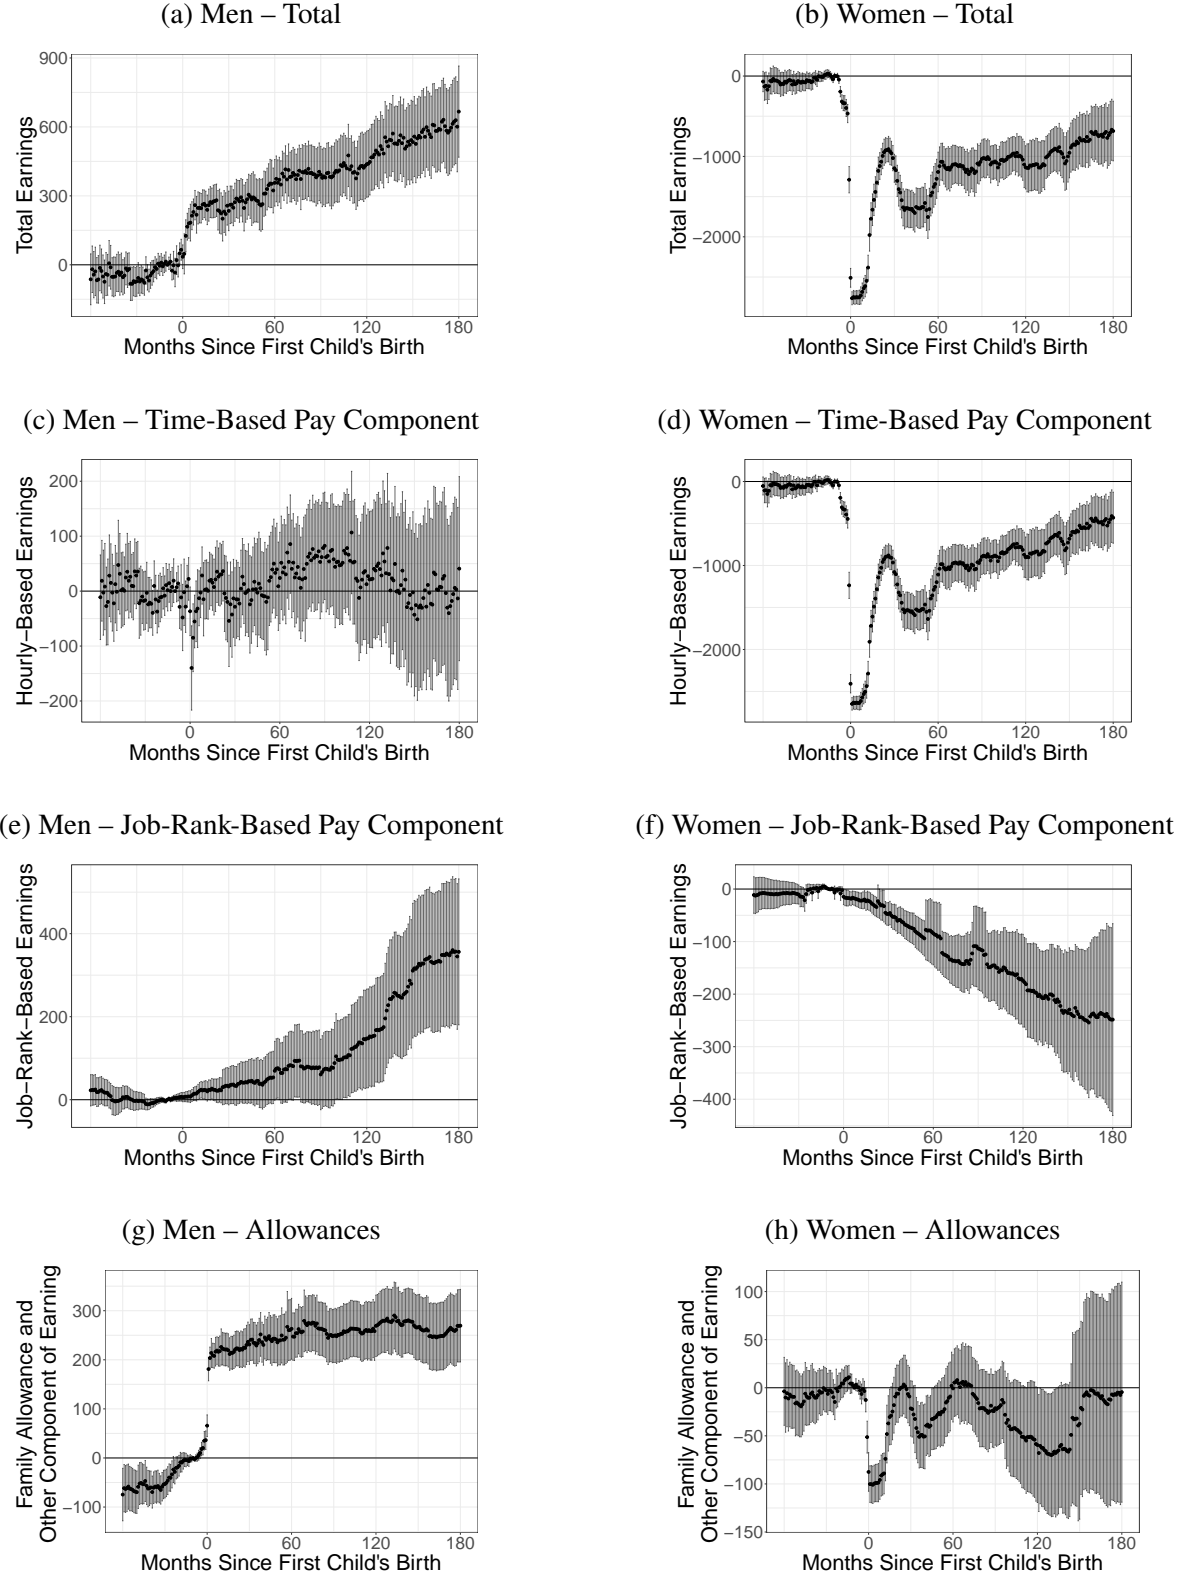 (a) Men – Total
(b) Women – Total
900
600
300
0
Total Earnings
0
60
120
180
Months Since First Child's Birth
0
−1000
−2000
Total Earnings
0
60
120
180
Months Since First Child's Birth
(c) Men – Time-Based Pay Component
(d) Women – Time-Based Pay Component
200
100
0
−100
−200
Hourly−Based Earnings
0
60
120
180
Months Since First Child's Birth
0
−1000
−2000
Hourly−Based Earnings
0
60
120
180
Months Since First Child's Birth
(e) Men – Job-Rank-Based Pay Component
(f) Women – Job-Rank-Based Pay Component
400
200
0
Job−Rank−Based Earnings
0
60
120
180
Months Since First Child's Birth
0
−100
−200
−300
−400
Job−Rank−Based Earnings
0
60
120
180
Months Since First Child's Birth
(g) Men – Allowances
(h) Women – Allowances
300
200
100
0
−100
Family Allowance and
Other Component of Earning
0
60
120
180
Months Since First Child's Birth
100
50
0
−50
−100
−150
Family Allowance and
Other Component of Earning
0
60
120
180
Months Since First Child's Birth